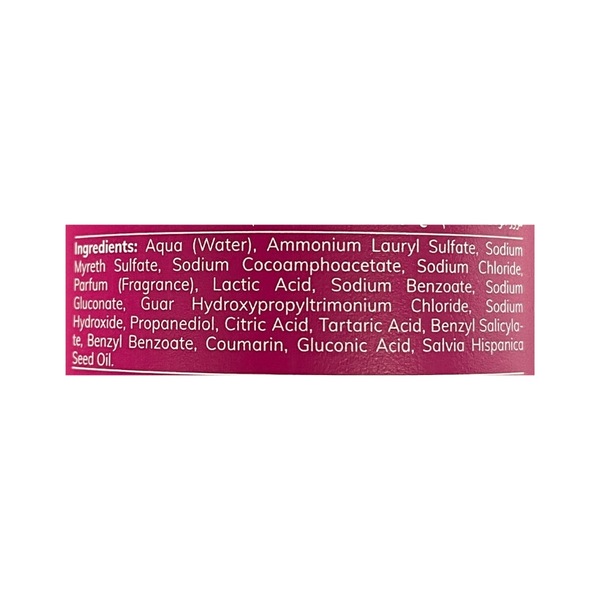 Ingredients: Aqua (Water), Ammonium Lauryl Sulfate, Sodium
Myreth Sulfate, Sodium Cocoamphoacetate, Sodium Chloride,
Parfum (Fragrance), Lactic Acid, Sodium Benzoate, Sodium
Gluconate, Guar Hydroxypropyltrimonium Chloride, Sodium
Hydroxide, Propanediol, Citric Acid, Tartaric Acid, Benzyl Salicyla-
te, Benzyl Benzoate, Coumarin, Gluconic Acid, Salvia Hispanica
Seed Oil.